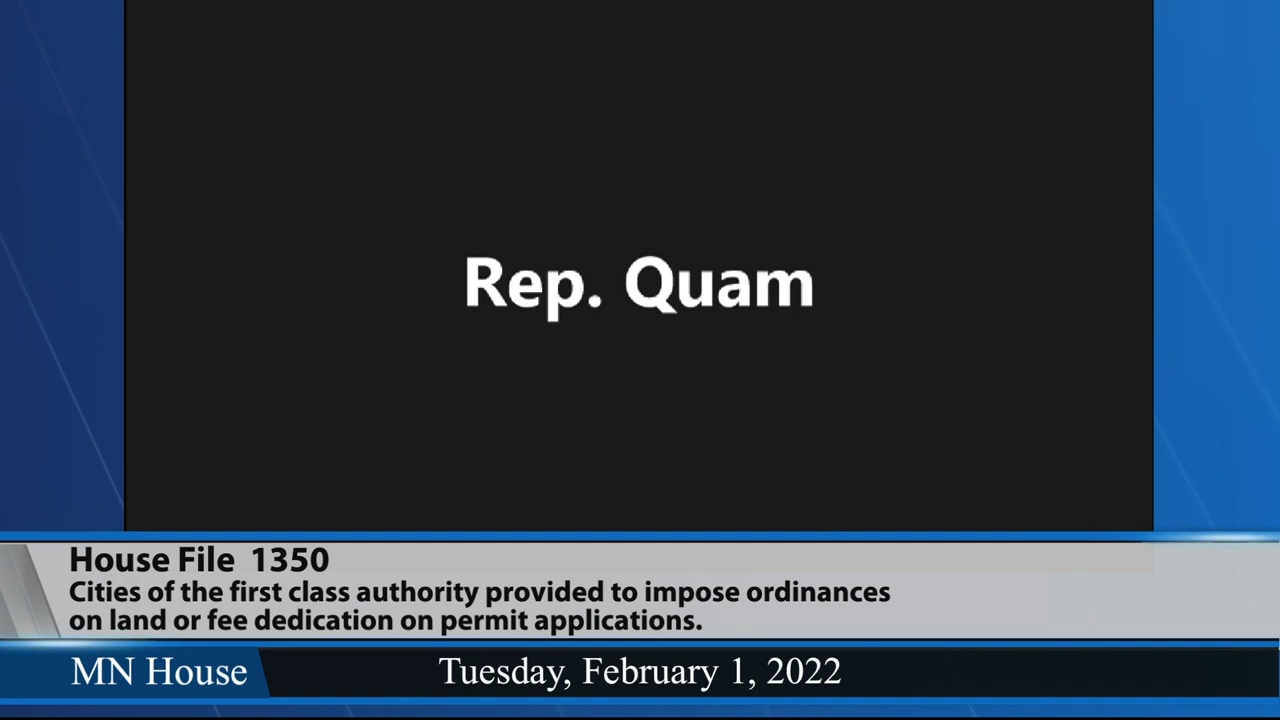 Rep. Quam
House File 1350
Cities of the first class authority provided to impose ordinances
on land or fee dedication on permit applications.
MN House
Tuesday, February 1, 2022